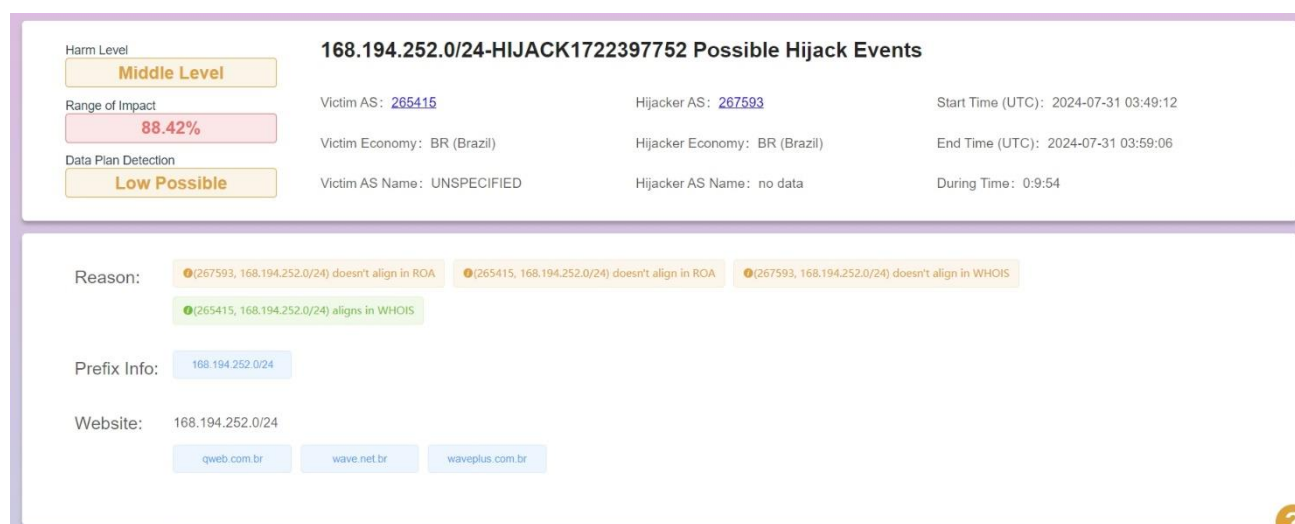 Harm Level
Middle Level
Range of Impact
88.42%
Data Plan Detection
Low Possible
168.194.252.0/24-HIJACK1722397752 Possible Hijack Events
Victim AS: 265415
Hijacker AS: 267593
Start Time (UTC): 2024-07-31 03:49:12
Victim Economy: BR (Brazil)
Hijacker Economy: BR (Brazil)
End Time (UTC): 2024-07-31 03:59:06
Victim AS Name: UNSPECIFIED
Hijacker AS Name: no data
During Time: 0:9:54
Reason:
(267593, 168.194.252.0/24) doesn't align in ROA
(265415, 168.194.252.0/24) doesn't align in ROA
(267593, 168.194.252.0/24) doesn't align in WHOIS
(265415, 168.194.252.0/24) aligns in WHOIS
Prefix Info:
168.194.252.0/24
Website:
168.194.252.0/24
qweb.com.br
wave.net.br
waveplus.com.br